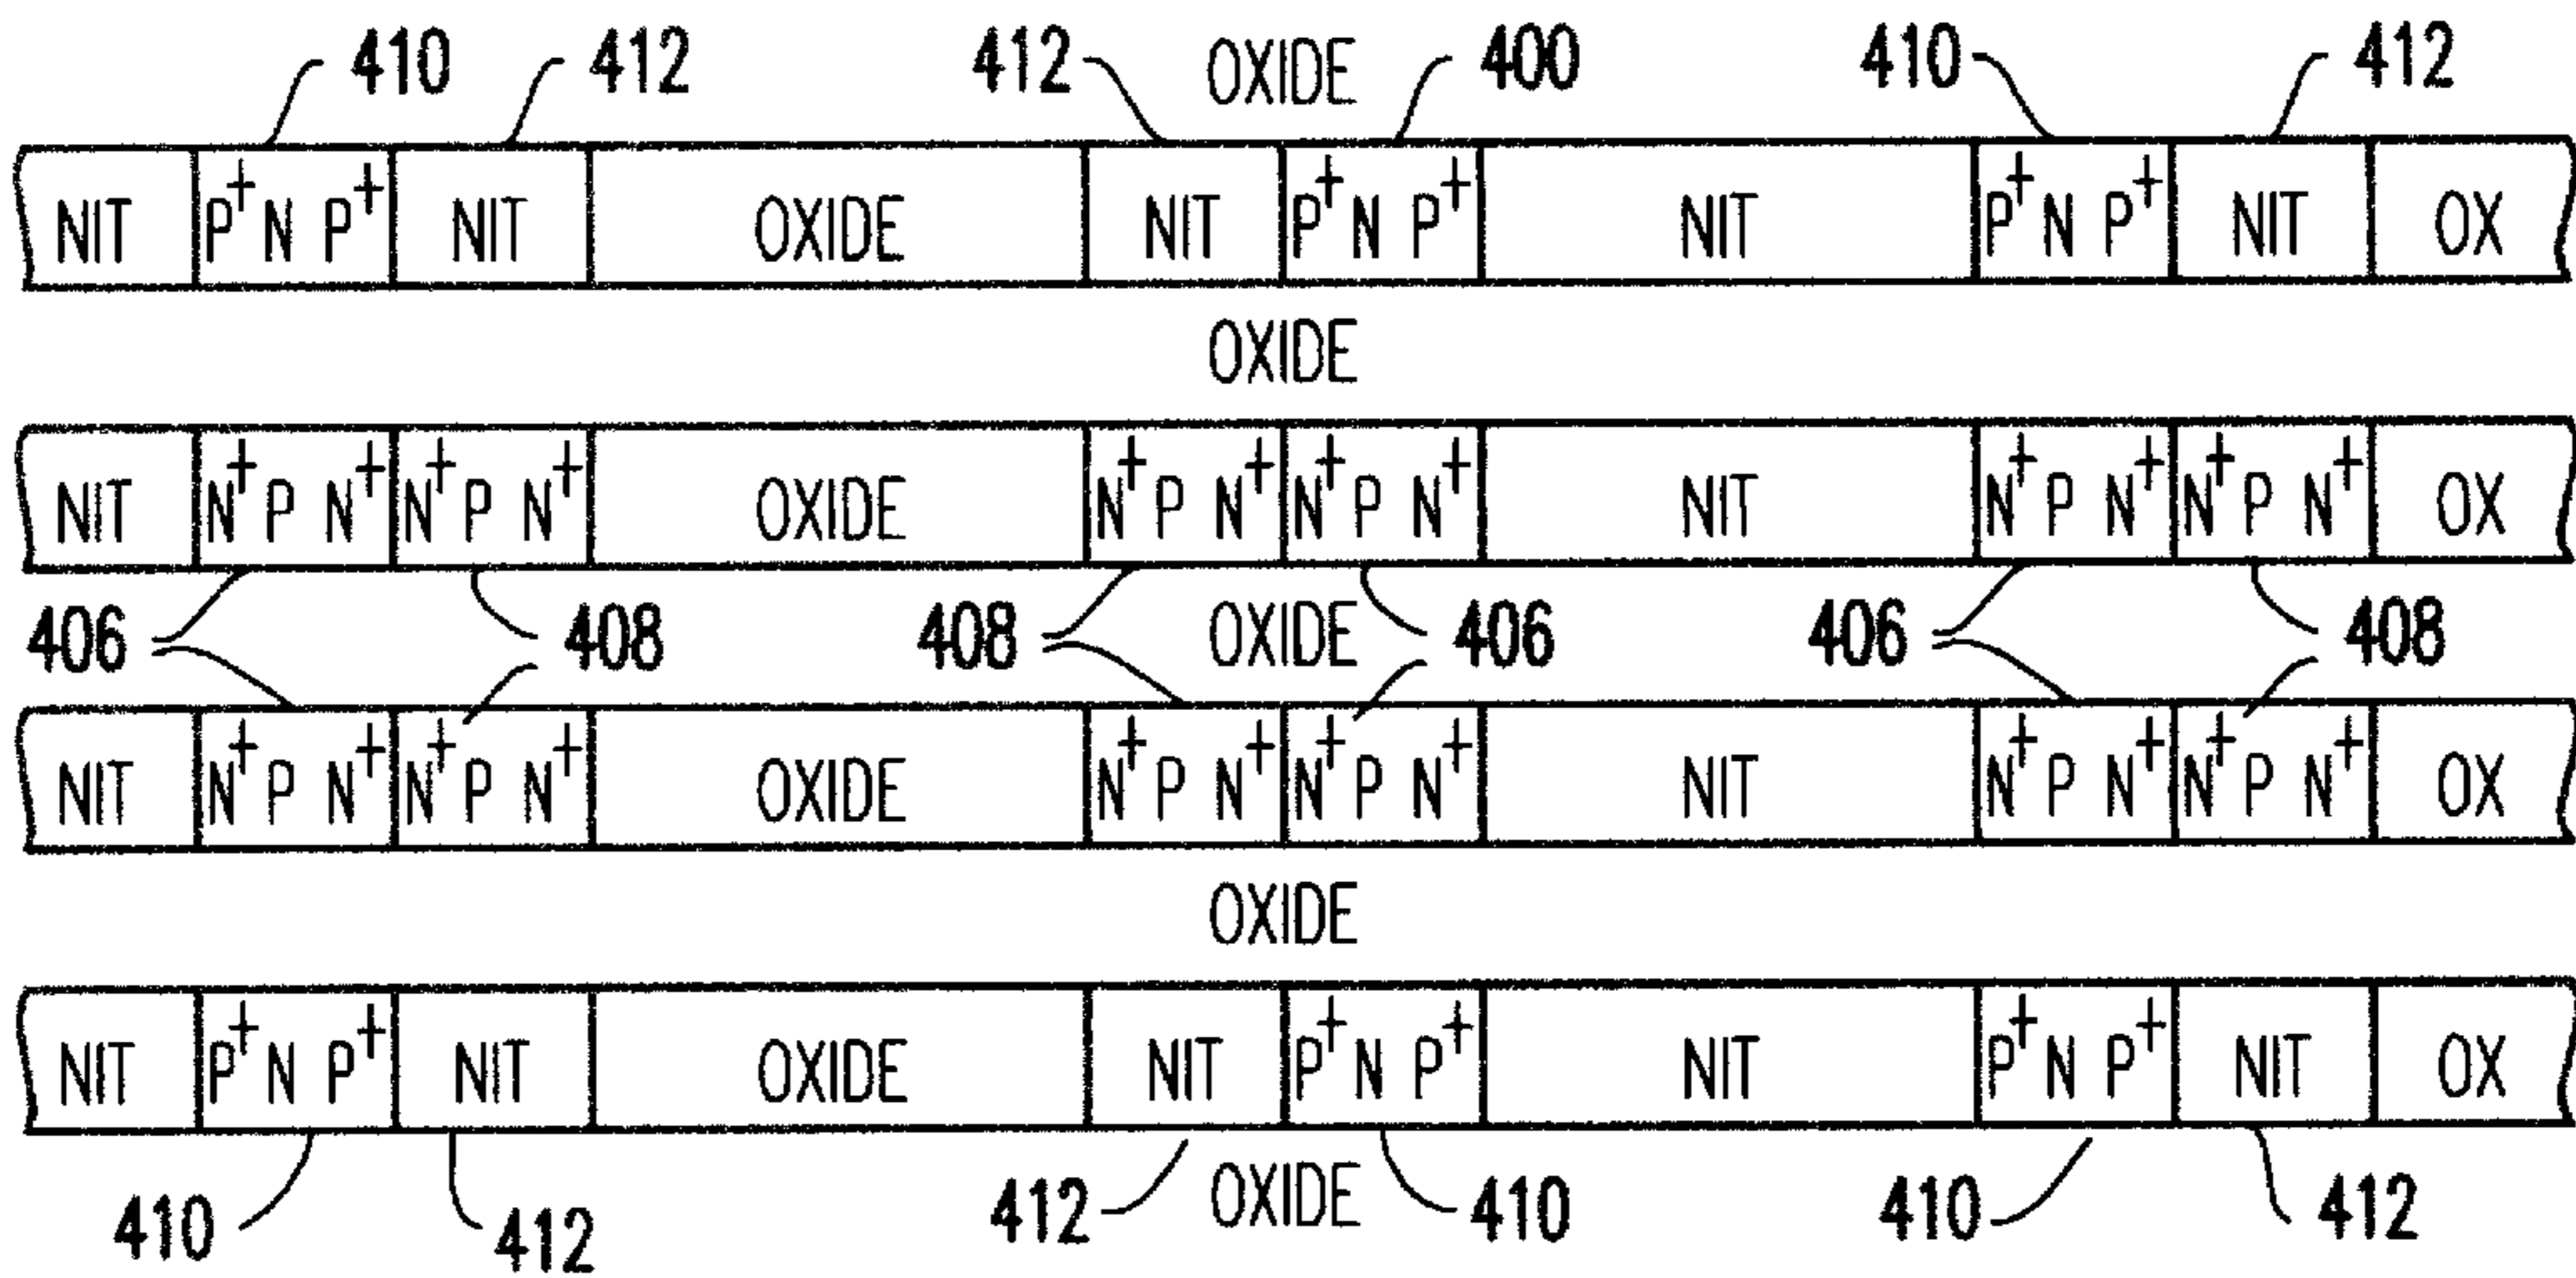 410 412 412 OXIDE 400 410 412
NIT P+ N P+ NIT OXIDE NIT P+ N P+ NIT P+ N P+ NIT OX
OXIDE
NIT N+ P N+ N+ P N+ OXIDE N+ P N+ N+ P N+ NIT N+ P N+ N+ P N+ OX
406 408 408 OXIDE 406 406 408
NIT N+ P N+ N+ P N+ OXIDE N+ P N+ N+ P N+ NIT N+ P N+ N+ P N+ OX
OXIDE
NIT P+ N P+ NIT OXIDE NIT P+ N P+ NIT P+ N P+ NIT OX
410 412 412 OXIDE 410 410 412